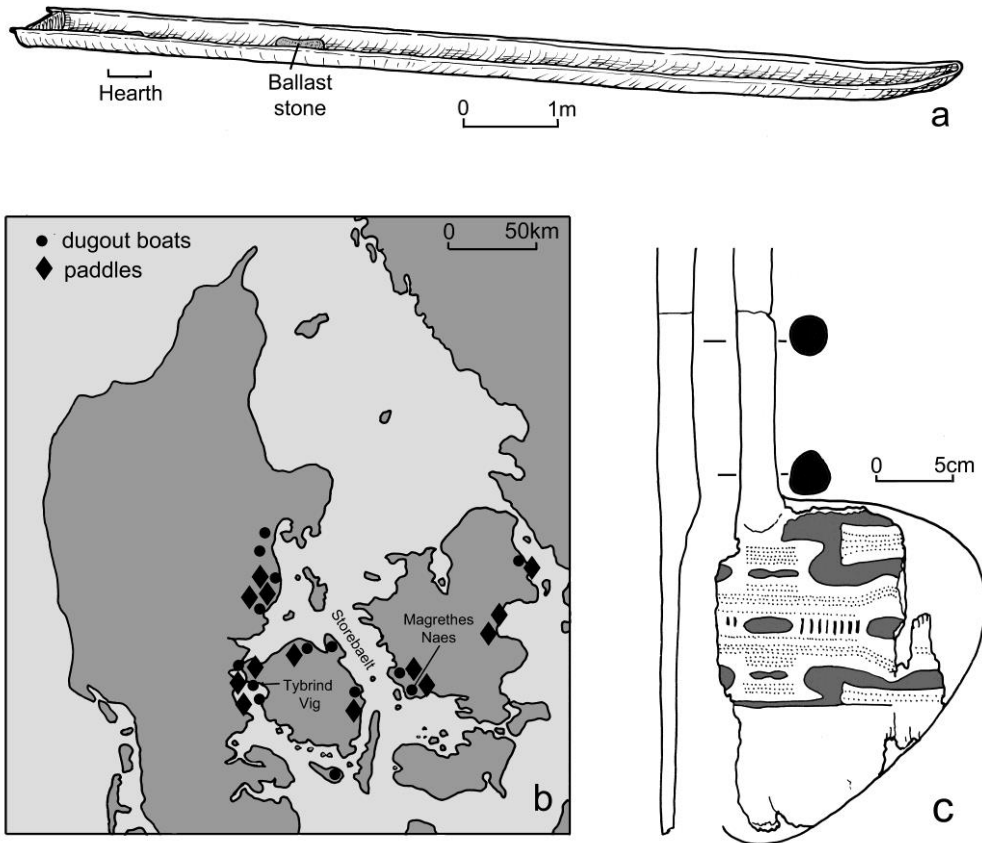 Hearth
Ballast
stone
0 1m
a
dugout boats
paddles
0 50km
Storebaelt
Magrethes
Naes
Tybrind
Vig
b
0 5cm
c